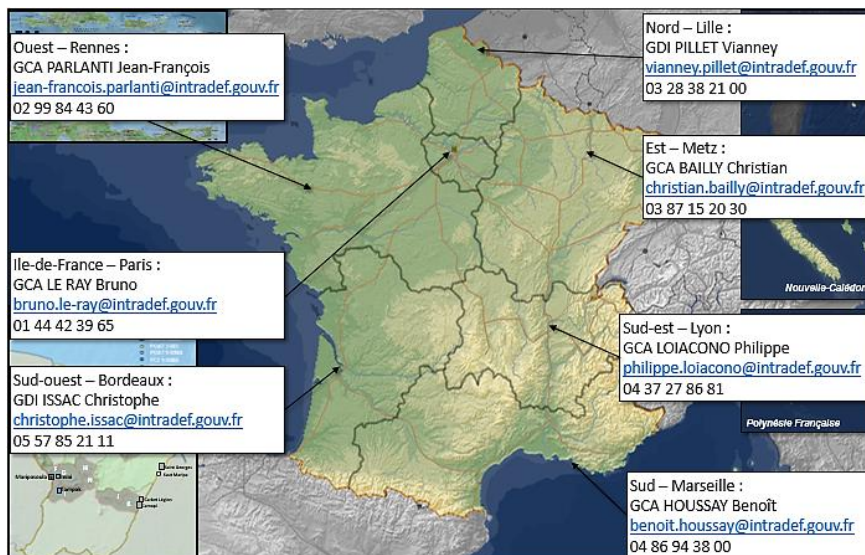 Ouest – Rennes :
GCA PARLANTI Jean-François
jean-francois.parlanti@intradef.gouv.fr
02 99 84 43 60
Nord – Lille :
GDI PILLET Vianney
vianney.pillet@intradef.gouv.fr
03 28 38 21 00
Est – Metz :
GCA BAILLY Christian
christian.bailly@intradef.gouv.fr
03 87 15 20 30
Ile-de-France – Paris :
GCA LE RAY Bruno
bruno.le-ray@intradef.gouv.fr
01 44 42 39 65
Nouvelle-Calédon
Sud-est – Lyon :
GCA LOIACONO Philippe
philippe.loiacono@intradef.gouv.fr
04 37 27 86 81
Sud-ouest – Bordeaux :
GDI ISSAC Christophe
christophe.issac@intradef.gouv.fr
05 57 85 21 11
Polynésie Française
Sud – Marseille :
GCA HOUSSAY Benoît
benoit.houssay@intradef.gouv.fr
04 86 94 38 00
Maripasoula